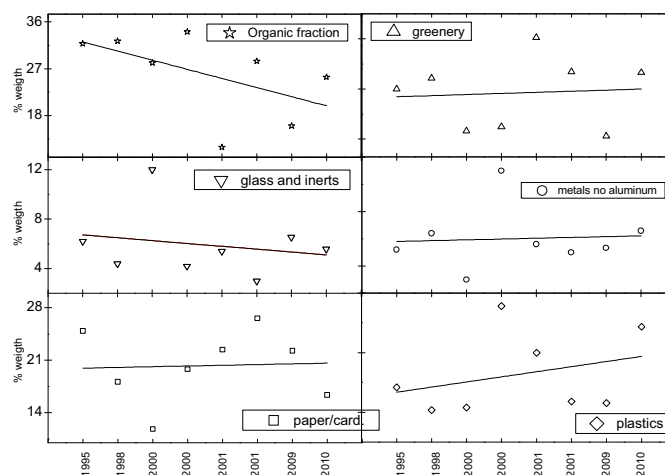 36
27
18
% weigth
Organic fraction
greenery
12
8
4
% weigth
glass and inerts
metals no aluminum
28
21
14
% weigth
paper/card.
plastics
1995
1998
2000
2000
2001
2001
2009
2010
1995
1998
2000
2000
2001
2001
2009
2010